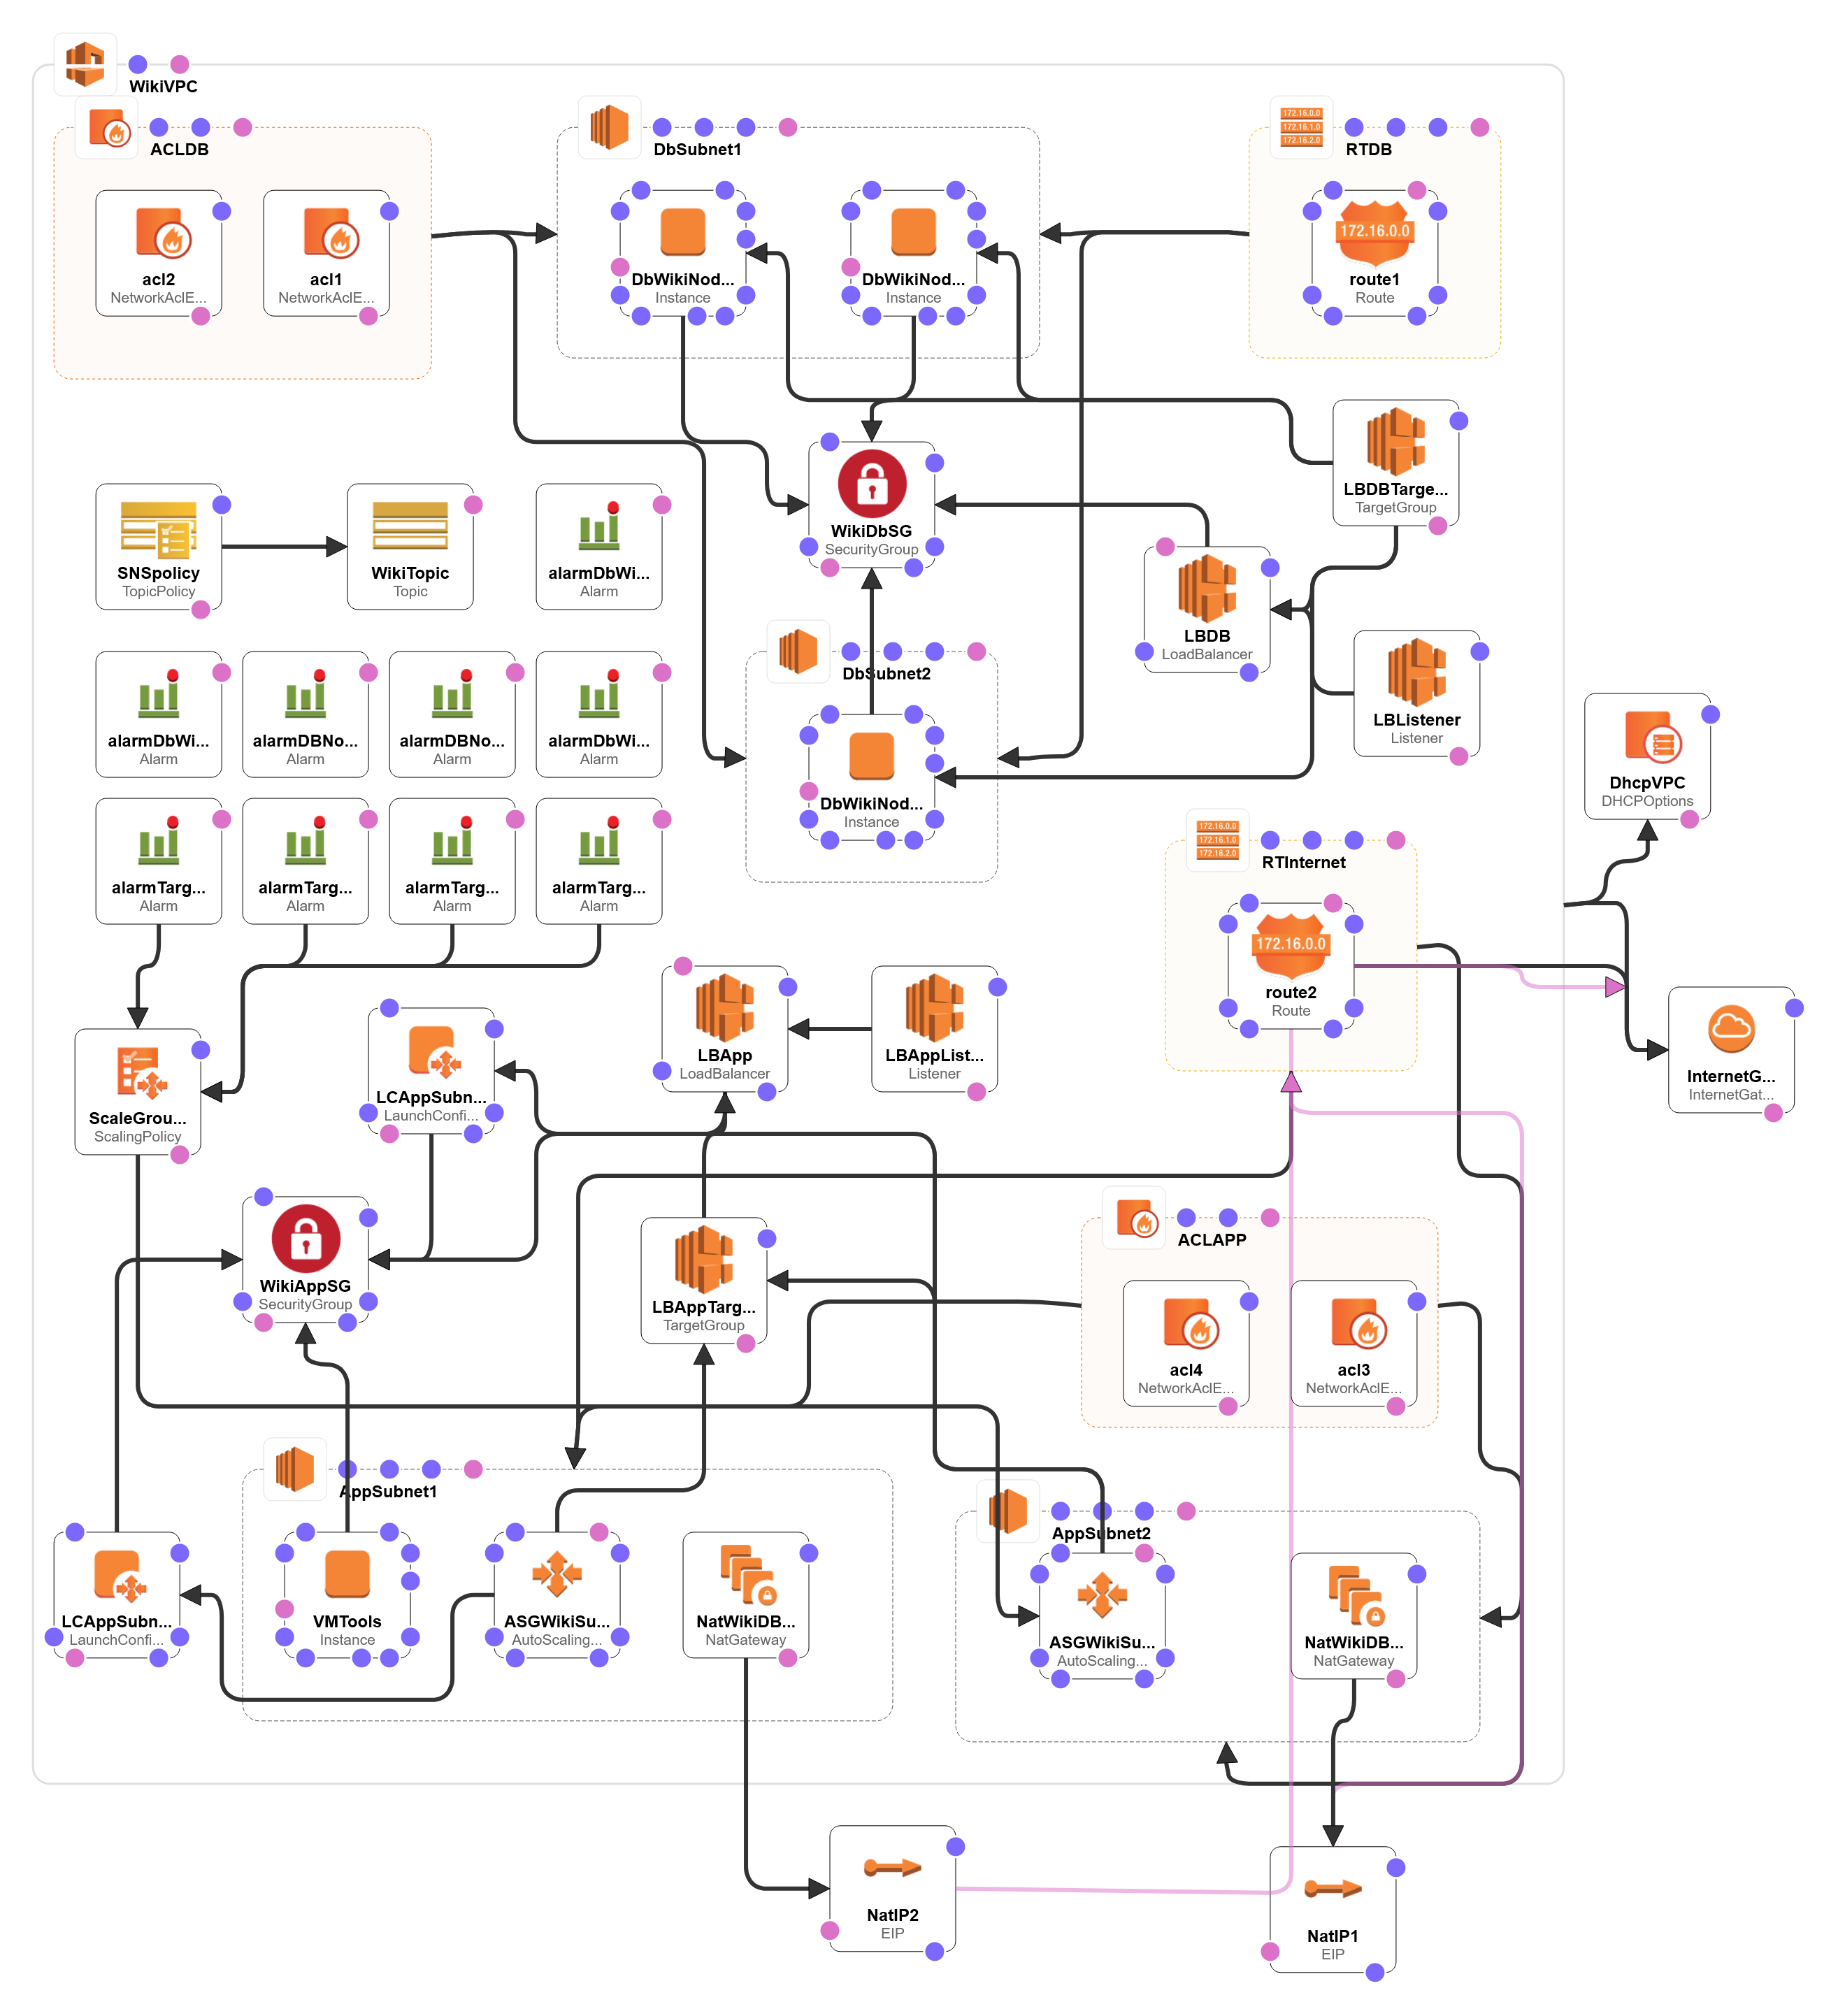 WikiVPC
ACLDB
acl2
NetworkAclE...
acl1
NetworkAclE...
DbSubnet1
DbWikiNod...
Instance
DbWikiNod...
Instance
172.16.0.0
172.16.1.0
172.16.2.0
RTDB
172.16.0.0
route1
Route
LBDBTarge...
TargetGroup
WikiDbSG
SecurityGroup
SNSpolicy
TopicPolicy
WikiTopic
Topic
alarmDbWi...
Alarm
LBDB
LoadBalancer
LBListener
Listener
DbSubnet2
DbWikiNod...
Instance
alarmDbWi...
Alarm
alarmDBNo...
Alarm
alarmDBNo...
Alarm
alarmDbWi...
Alarm
DhcpVPC
DHCPOptions
alarmTarg...
Alarm
alarmTarg...
Alarm
alarmTarg...
Alarm
alarmTarg...
Alarm
172.16.0.0
172.16.1.0
172.16.2.0
RTInternet
172.16.0.0
route2
Route
InternetG...
InternetGat...
ScaleGrou...
ScalingPolicy
LCAppSubn...
LaunchConfi...
LBApp
LoadBalancer
LBAppList...
Listener
WikiAppSG
SecurityGroup
LBAppTarg...
TargetGroup
ACLAPP
acl4
NetworkAclE...
acl3
NetworkAclE...
AppSubnet1
LCAppSubn...
LaunchConfi...
VMTools
Instance
ASGWikiSu...
AutoScaling...
NatWikiDB...
NatGateway
AppSubnet2
ASGWikiSu...
AutoScaling...
NatWikiDB...
NatGateway
NatIP2
EIP
NatIP1
EIP